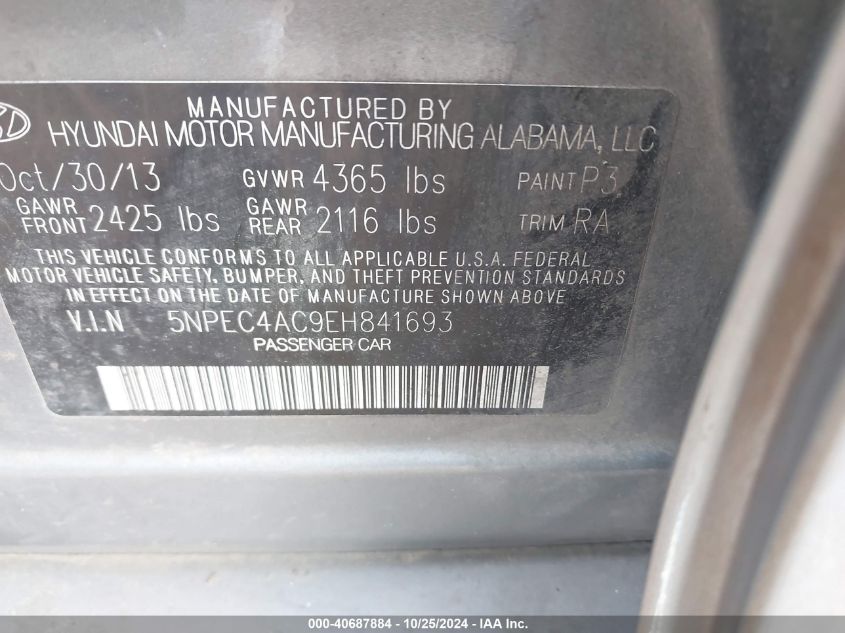 MANUFACTURED BY
HYUNDAI MOTOR MANUFACTURING ALABAMA, LLC
Oct/30/13 GVWR 4365 lbs PAINT P3
GAWR FRONT 2425 lbs GAWR REAR 2116 lbs TRIM RA
THIS VEHICLE CONFORMS TO ALL APPLICABLE U.S.A. FEDERAL
MOTOR VEHICLE SAFETY, BUMPER, AND THEFT PREVENTION STANDARDS
IN EFFECT ON THE DATE OF MANUFACTURE SHOWN ABOVE.
V.I.N 5NPEC4AC9EH841693
PASSENGER CAR
000-40687884 - 10/25/2024 - IAA Inc.